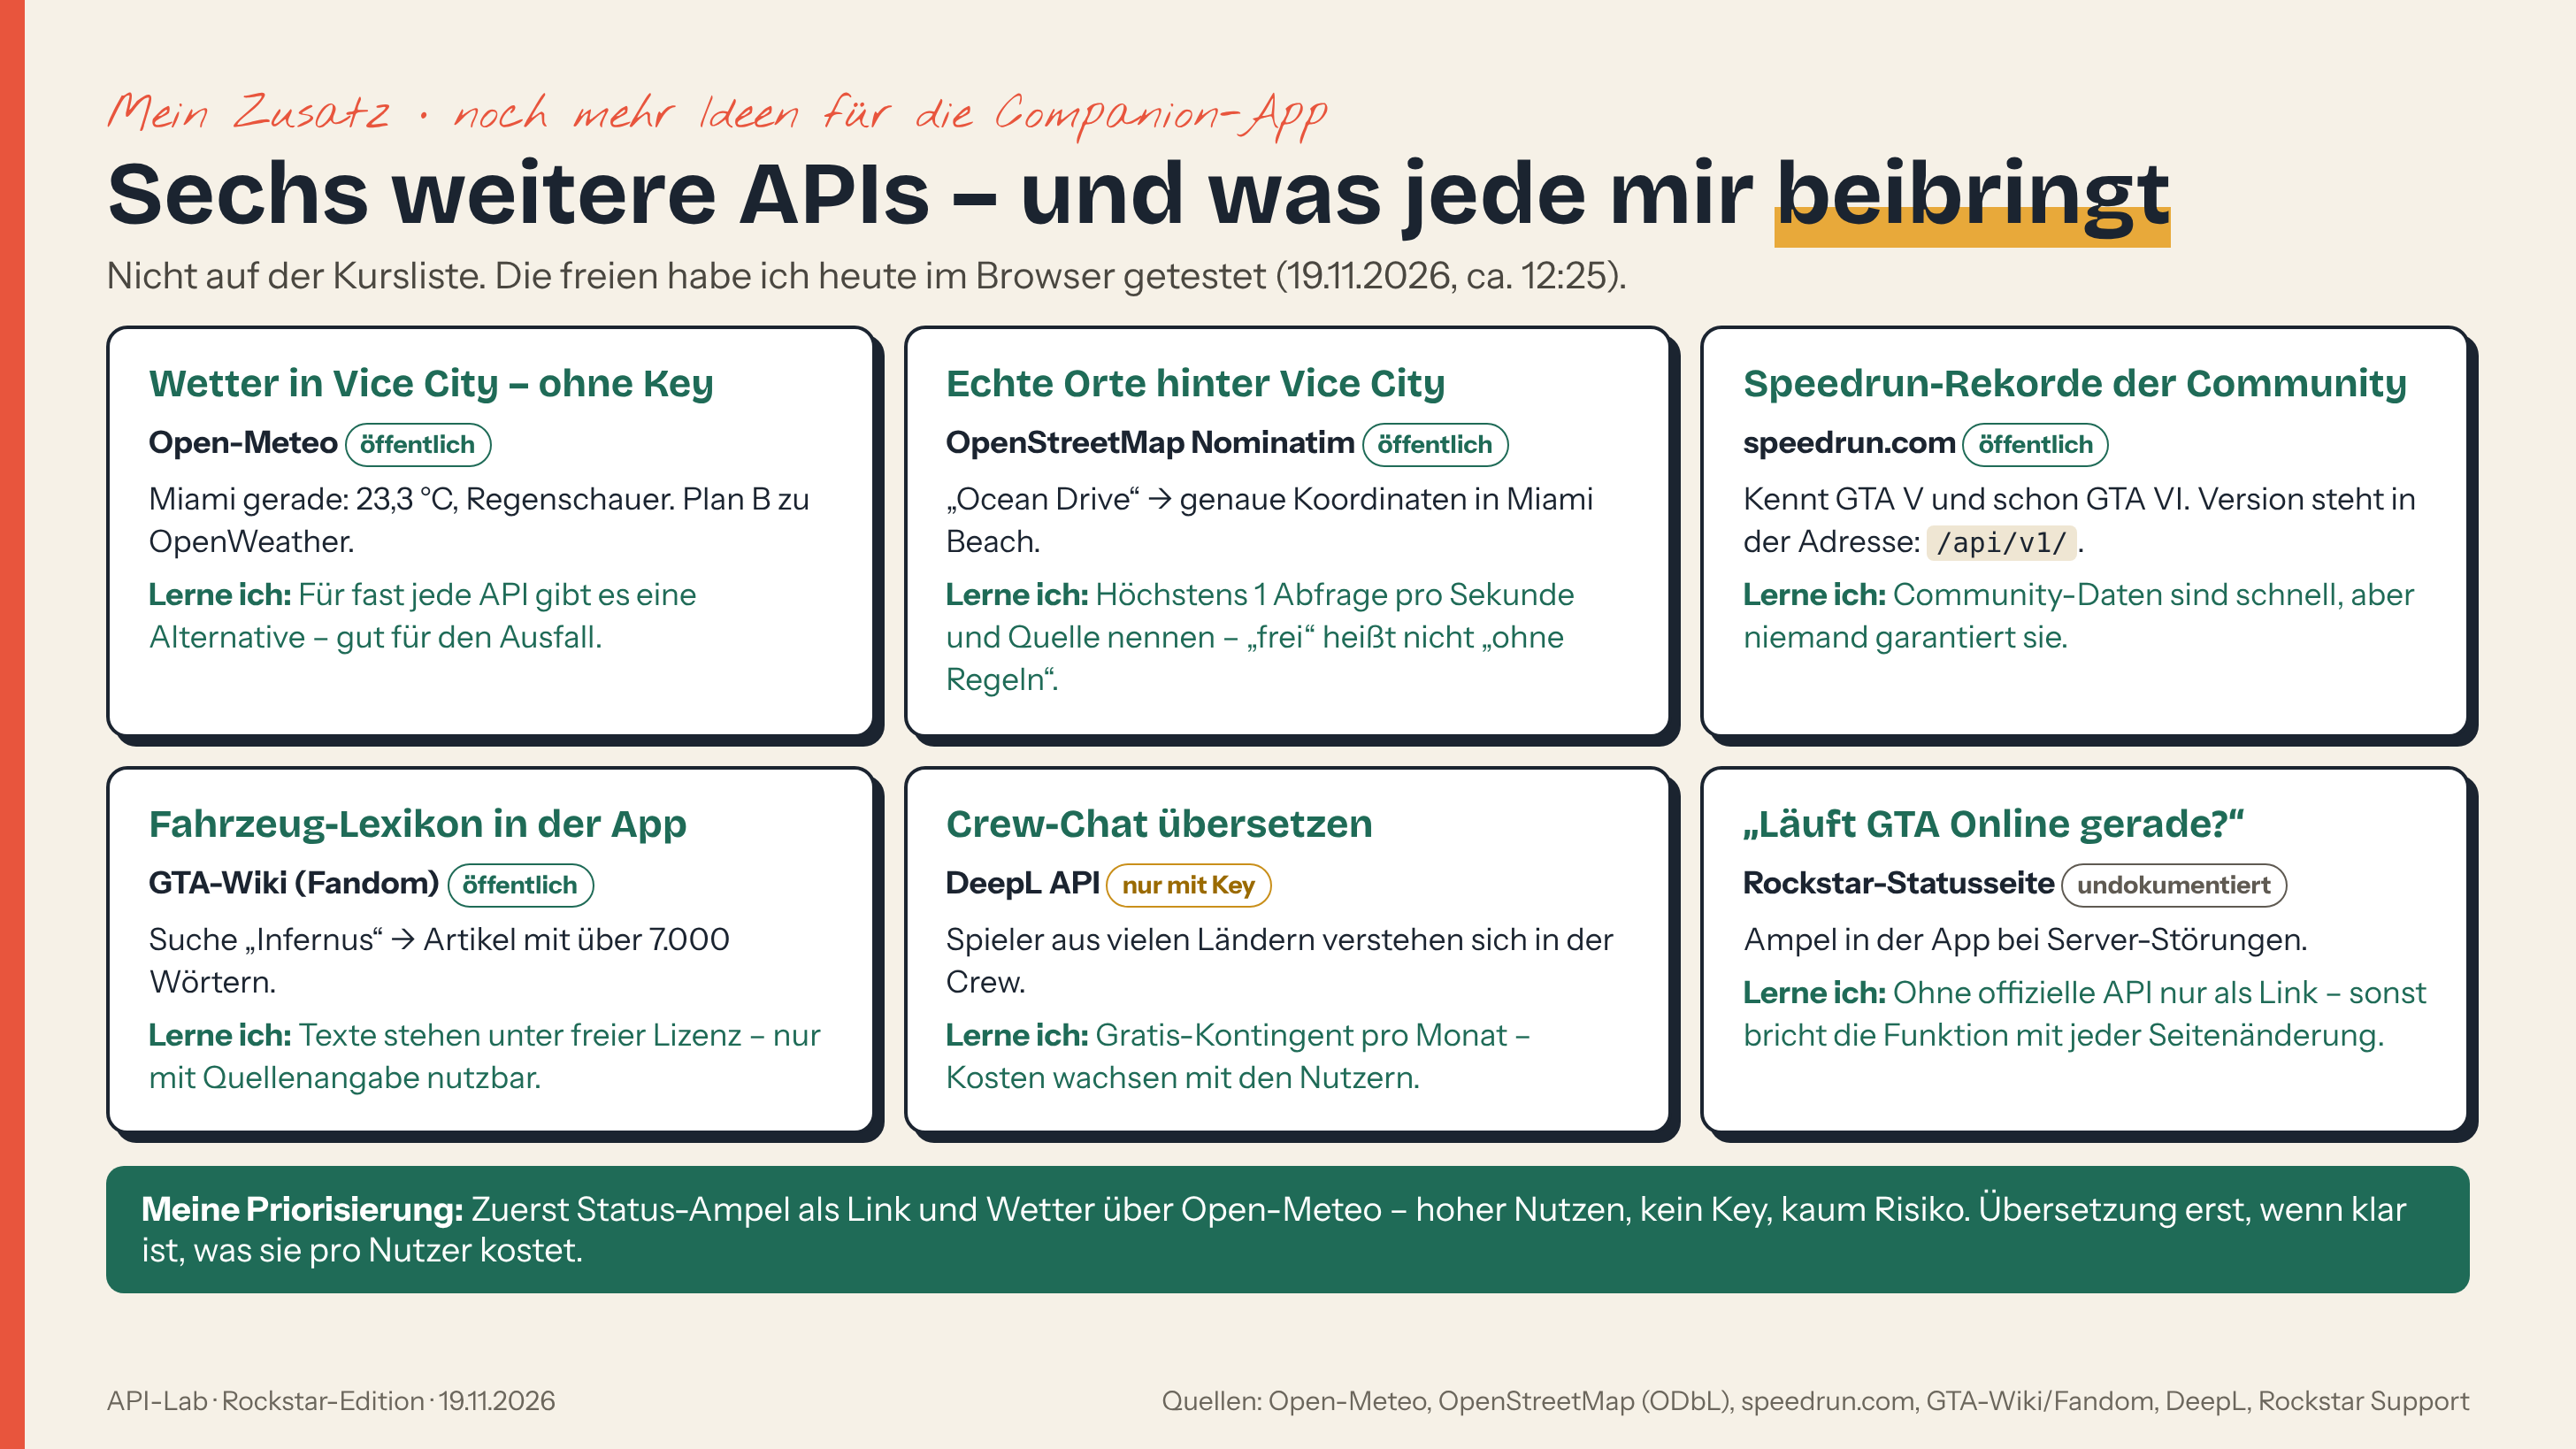 Mein Zusatz · noch mehr Ideen für die Companion-App
Sechs weitere APIs – und was jede mir beibringt
Nicht auf der Kursliste. Die freien habe ich heute im Browser getestet (19.11.2026, ca. 12:25).
Wetter in Vice City – ohne Key
Open-Meteo öffentlich
Miami gerade: 23,3 °C, Regenschauer. Plan B zu
OpenWeather.
Lerne ich: Für fast jede API gibt es eine
Alternative – gut für den Ausfall.
Echte Orte hinter Vice City
OpenStreetMap Nominatim öffentlich
„Ocean Drive“ → genaue Koordinaten in Miami
Beach.
Lerne ich: Höchstens 1 Abfrage pro Sekunde
und Quelle nennen – „frei“ heißt nicht „ohne
Regeln“.
Speedrun-Rekorde der Community
speedrun.com öffentlich
Kennt GTA V und schon GTA VI. Version steht in
der Adresse: /api/v1/.
Lerne ich: Community-Daten sind schnell, aber
niemand garantiert sie.
Fahrzeug-Lexikon in der App
GTA-Wiki (Fandom) öffentlich
Suche „Infernus“ → Artikel mit über 7.000
Wörtern.
Lerne ich: Texte stehen unter freier Lizenz – nur
mit Quellenangabe nutzbar.
Crew-Chat übersetzen
DeepL API nur mit Key
Spieler aus vielen Ländern verstehen sich in der
Crew.
Lerne ich: Gratis-Kontingent pro Monat –
Kosten wachsen mit den Nutzern.
„Läuft GTA Online gerade?“
Rockstar-Statusseite undokumentiert
Ampel in der App bei Server-Störungen.
Lerne ich: Ohne offizielle API nur als Link – sonst
bricht die Funktion mit jeder Seitenänderung.
Meine Priorisierung: Zuerst Status-Ampel als Link und Wetter über Open-Meteo – hoher Nutzen, kein Key, kaum Risiko. Übersetzung erst, wenn klar
ist, was sie pro Nutzer kostet.
API-Lab · Rockstar-Edition · 19.11.2026
Quellen: Open-Meteo, OpenStreetMap (ODbL), speedrun.com, GTA-Wiki/Fandom, DeepL, Rockstar Support